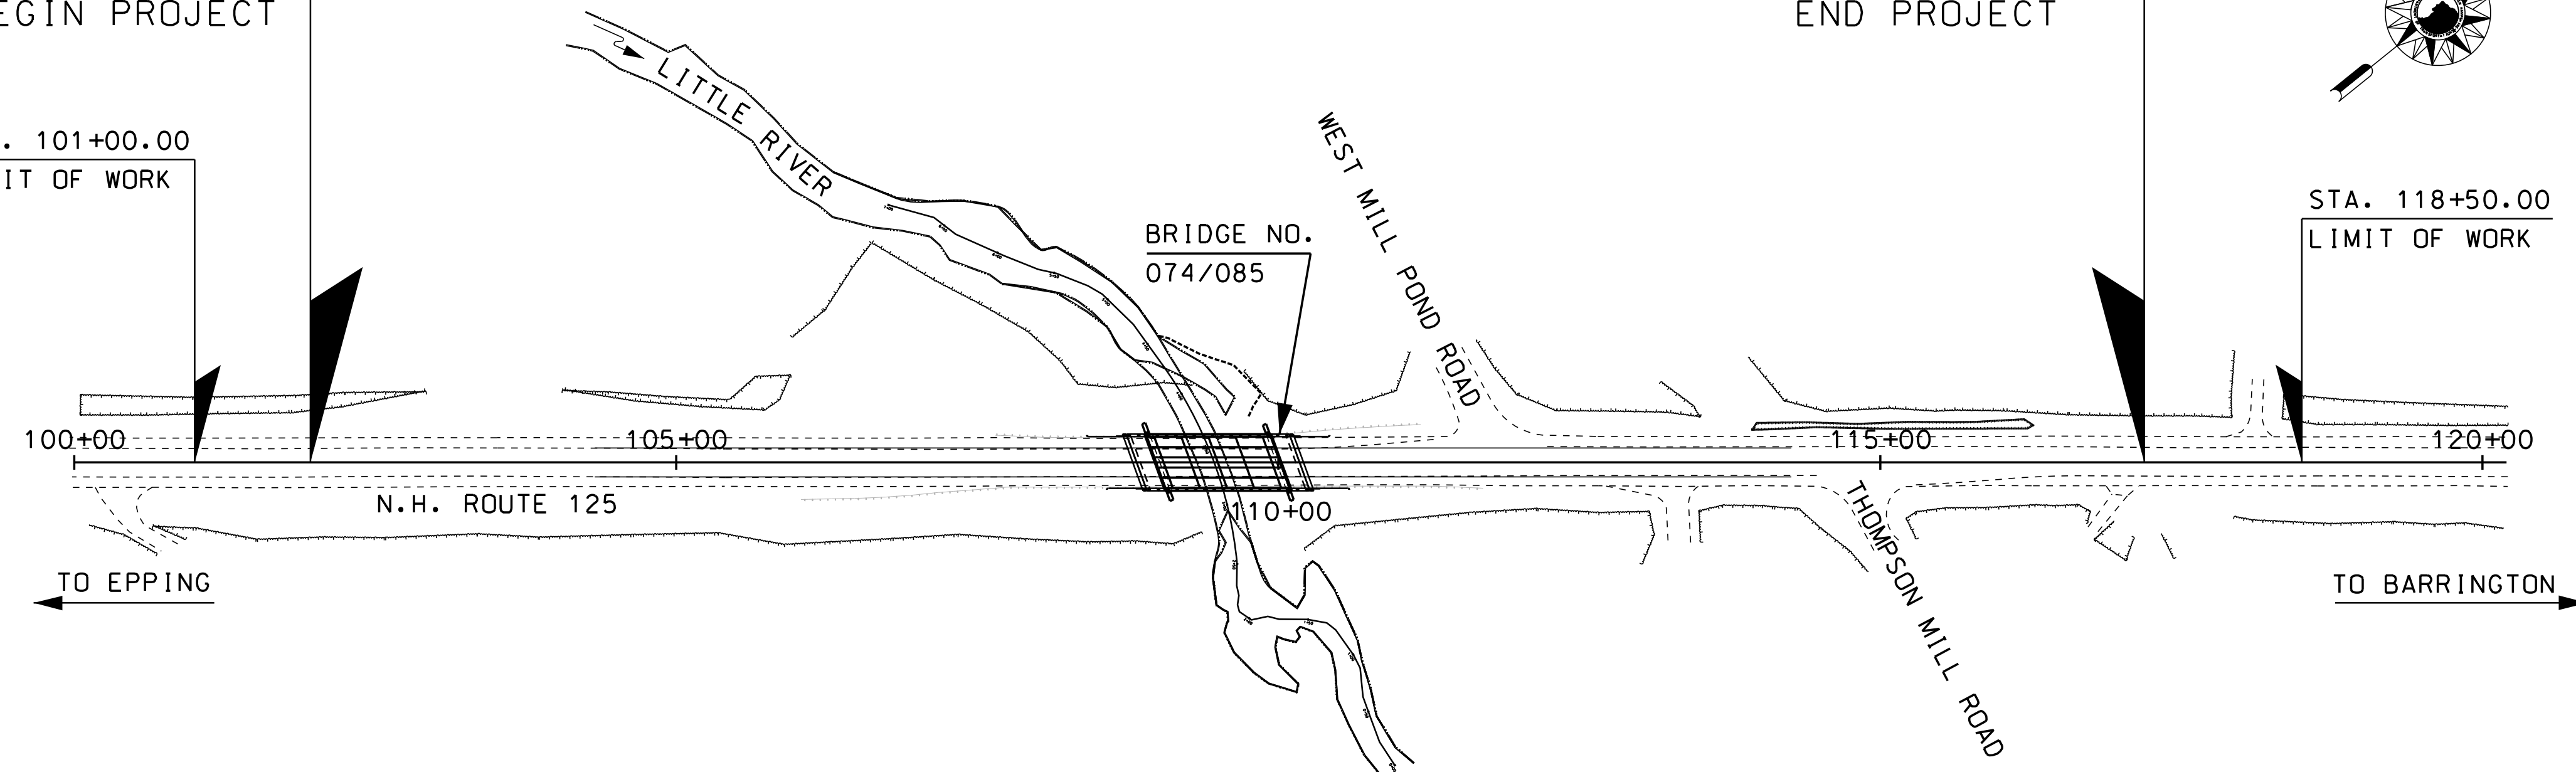 EGIN PROJECT
END PROJECT
LITTLE RIVER
. 101+00.00
IT OF WORK
WEST MILL POND ROAD
STA. 118+50.00
LIMIT OF WORK
BRIDGE NO.
074/085
100+00
105+00
115+00
120+00
N.H. ROUTE 125
110+00
THOMPSON MILL ROAD
TO EPPING
TO BARRINGTON